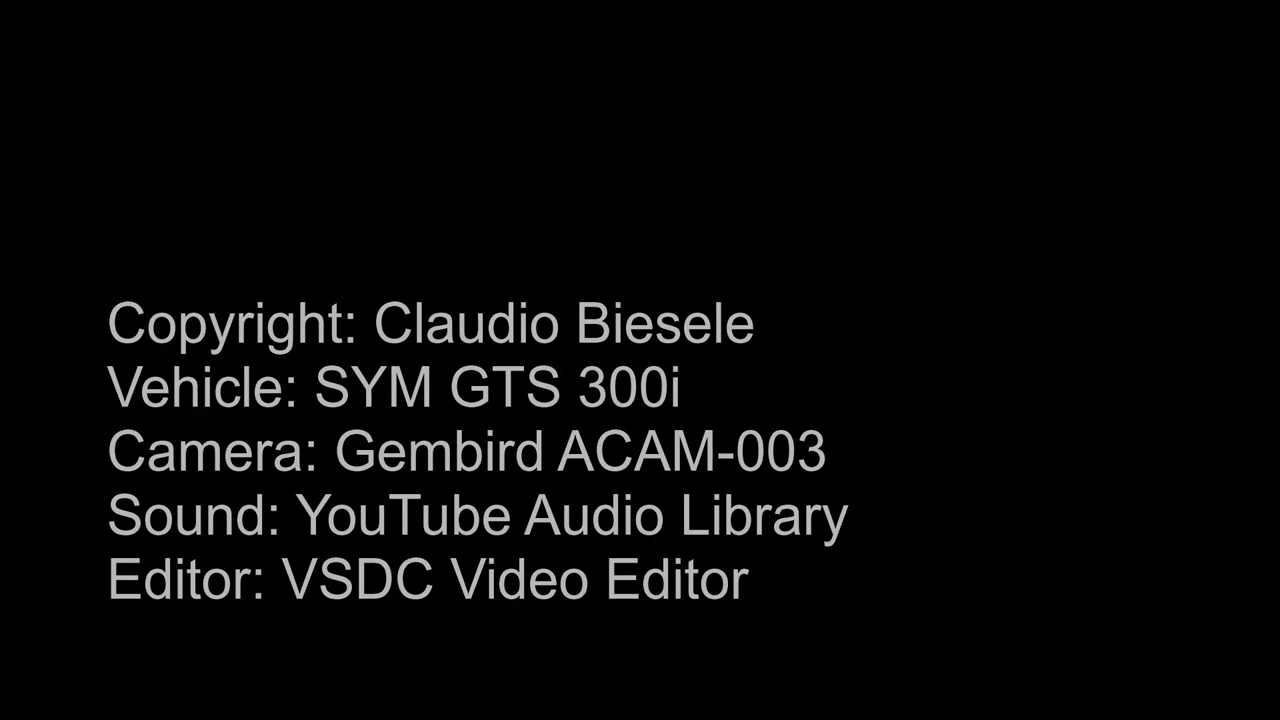 Copyright: Claudio Biesele
Vehicle: SYM GTS 300i
Camera: Gembird ACAM-003
Sound: YouTube Audio Library
Editor: VSDC Video Editor